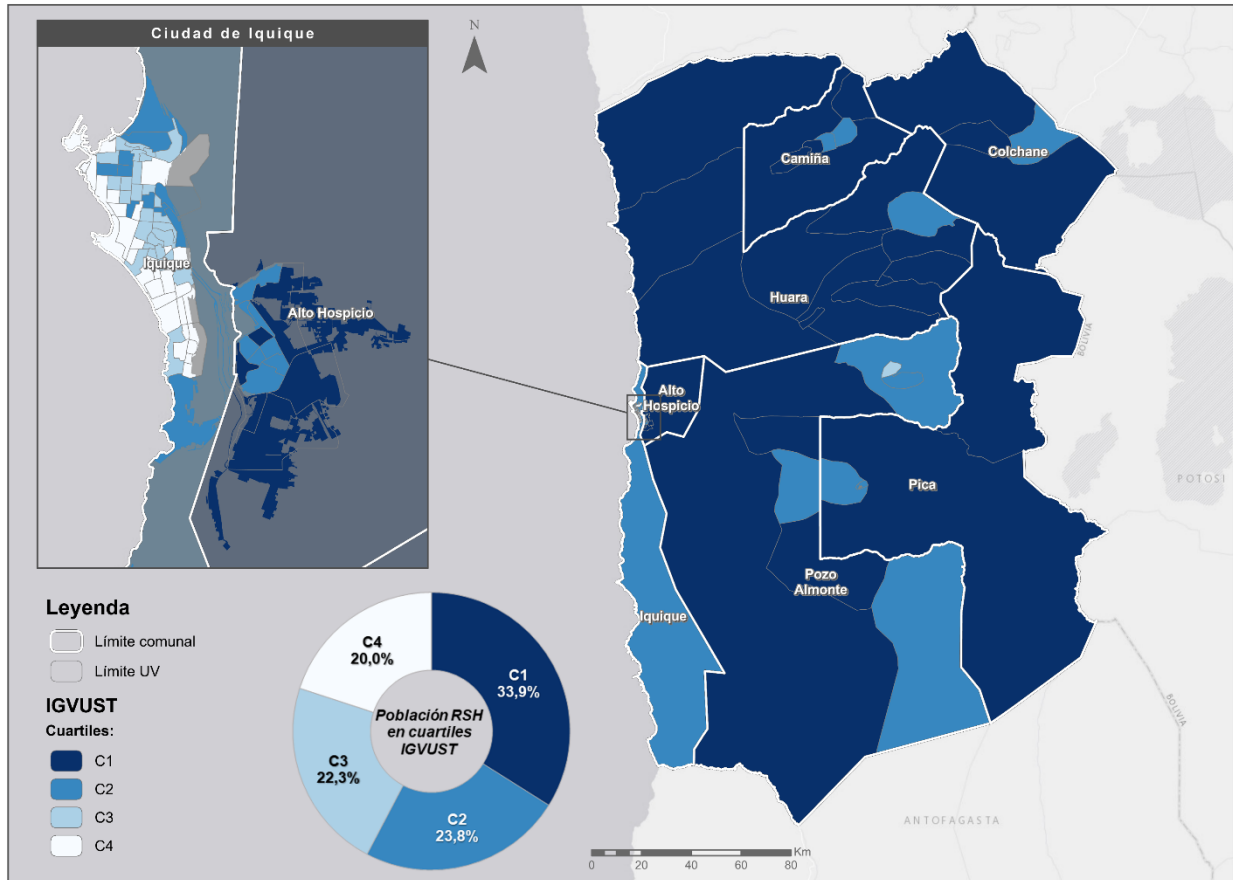 Ciudad de Iquique
Iquique
Alto Hospicio
N
Camiña
Colchane
Huara
BOLIVIA
Alto
Hospicio
Pica
POTOSI
Pozo
Almonte
Iquique
BOLIVIA
ANTOFAGASTA
Leyenda
Límite comunal
Límite UV
IGVUST
Cuartiles:
C1
C2
C3
C4
C4
20,0%
C1
33,9%
Población RSH
en cuartiles
IGVUST
C3
22,3%
C2
23,8%
Km
0 20 40 60 80